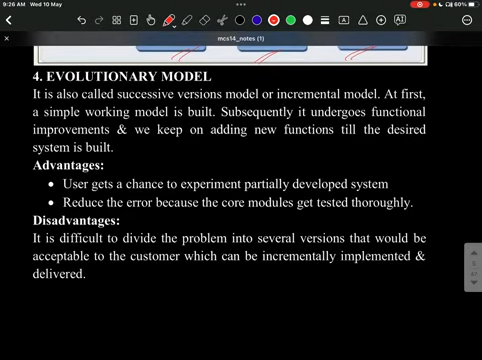 9:26 AM Wed 10 May
60%
mcs14_notes (1)
4. EVOLUTIONARY MODEL
It is also called successive versions model or incremental model. At first,
a simple working model is built. Subsequently it undergoes functional
improvements & we keep on adding new functions till the desired
system is built.
Advantages:
• User gets a chance to experiment partially developed system
• Reduce the error because the core modules get tested thoroughly.
Disadvantages:
It is difficult to divide the problem into several versions that would be
acceptable to the customer which can be incrementally implemented &
delivered.